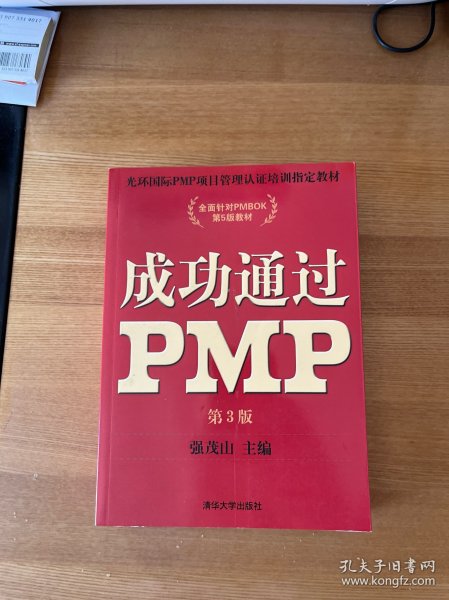 光环国际PMP项目管理认证培训指定教材
全面针对PMBOK
第5版教材
成功通过
PMP
第3版
强茂山 主编
清华大学出版社
孔夫子旧书网
www.kongfz.com